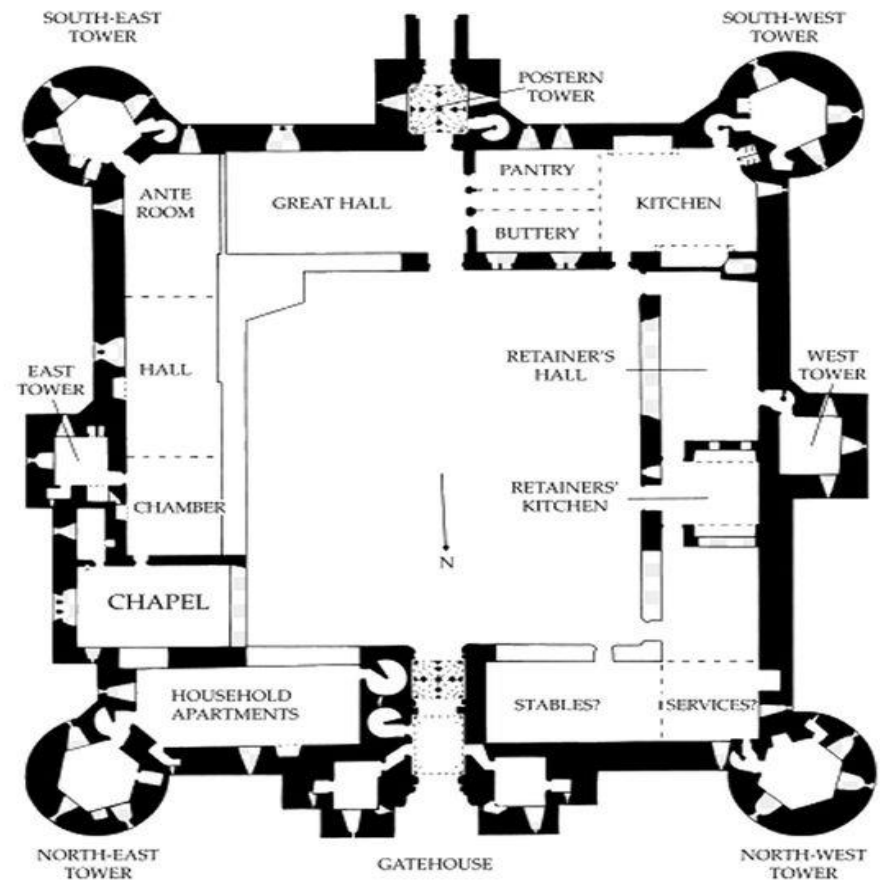 SOUTH-EAST
TOWER
SOUTH-WEST
TOWER
POSTERN
TOWER
ANTE
ROOM
GREAT HALL
PANTRY
BUTTERY
KITCHEN
EAST
TOWER
HALL
RETAINER'S
HALL
WEST
TOWER
CHAMBER
RETAINERS'
KITCHEN
N
CHAPEL
HOUSEHOLD
APARTMENTS
STABLES?
SERVICES?
NORTH-EAST
TOWER
GATEHOUSE
NORTH-WEST
TOWER